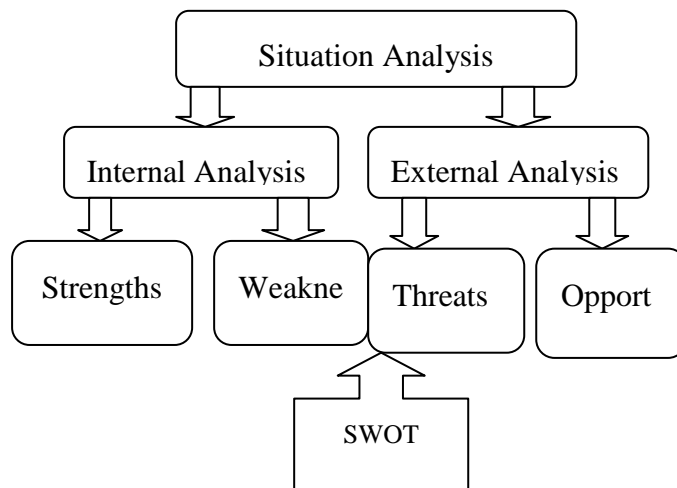 Situation Analysis
Internal Analysis
External Analysis
Strengths
Weakne
Threats
Opport
SWOT